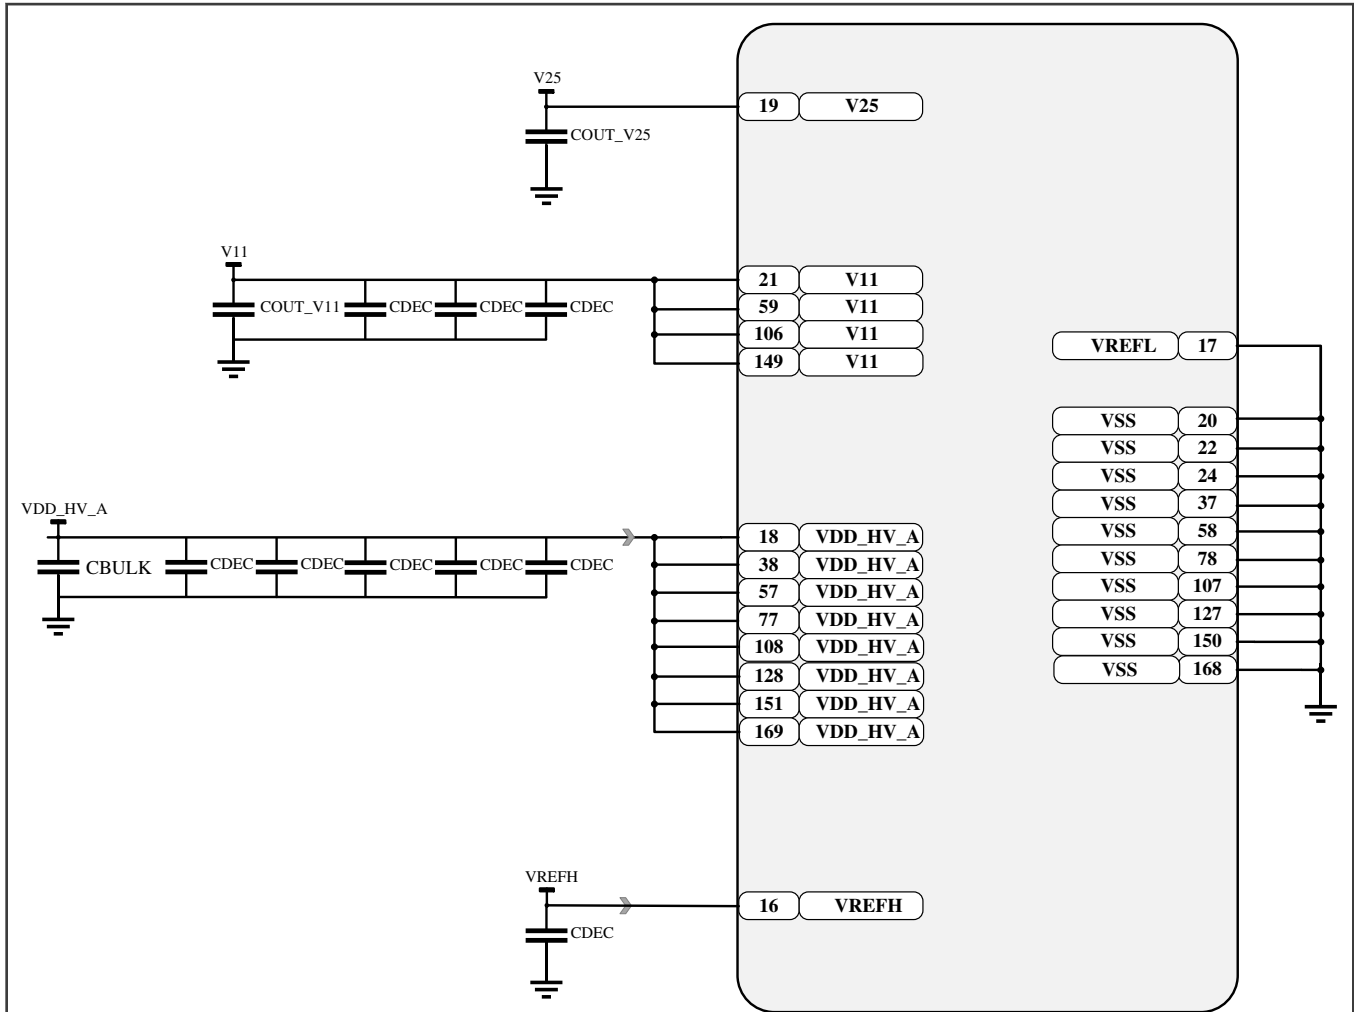 V25
19 V25
COUT_V25
V11
21 V11
COUT_V11 CDEC CDEC CDEC
59 V11
106 V11
149 V11
VREFL 17
VSS 20
VSS 22
VSS 24
VSS 37
VSS 58
VSS 78
VSS 107
VSS 127
VSS 150
VSS 168
VDD_HV_A
18 VDD_HV_A
CBULK CDEC CDEC CDEC CDEC CDEC
38 VDD_HV_A
57 VDD_HV_A
77 VDD_HV_A
108 VDD_HV_A
128 VDD_HV_A
151 VDD_HV_A
169 VDD_HV_A
VREFH
16 VREFH
CDEC